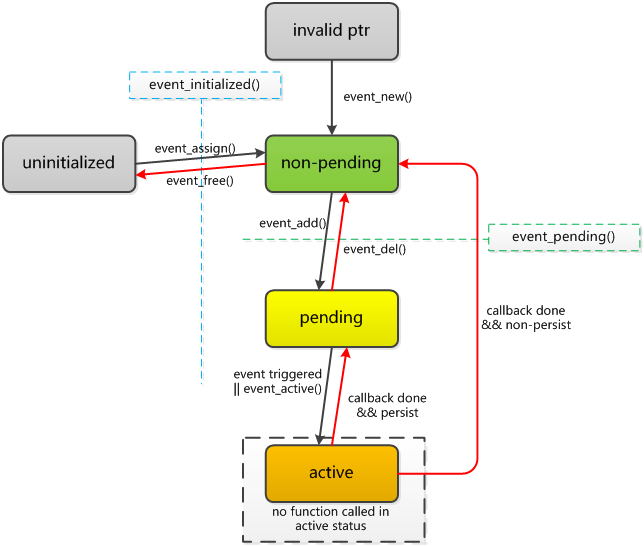 invalid ptr
event_initialized()
event_new()
uninitialized
event_assign()
event_free()
non-pending
event_add()
event_del()
event_pending()
pending
callback done
&& non-persist
event triggered
|| event_active()
callback done
&& persist
active
no function called in
active status